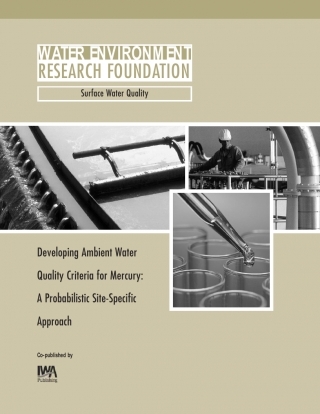 WATER ENVIRONMENT
RESEARCH FOUNDATION
Surface Water Quality
Developing Ambient Water
Quality Criteria for Mercury:
A Probabilistic Site-Specific
Approach
Co-published by
IWA
Publishing